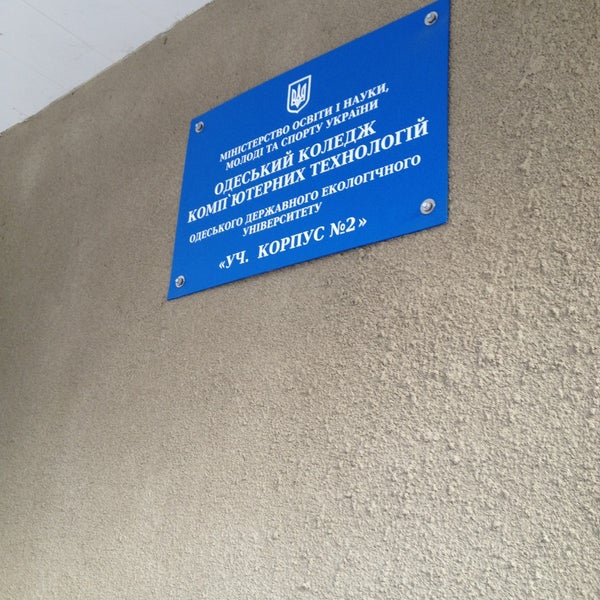 МІНІСТЕРСТВО ОСВІТИ І НАУКИ,
МОЛОДІ ТА СПОРТУ УКРАЇНИ
ОДЕСЬКИЙ КОЛЕДЖ
КОМП`ЮТЕРНИХ ТЕХНОЛОГІЙ
ОДЕСЬКОГО ДЕРЖАВНОГО ЕКОЛОГІЧНОГО
УНІВЕРСИТЕТУ
«УЧ. КОРПУС №2»